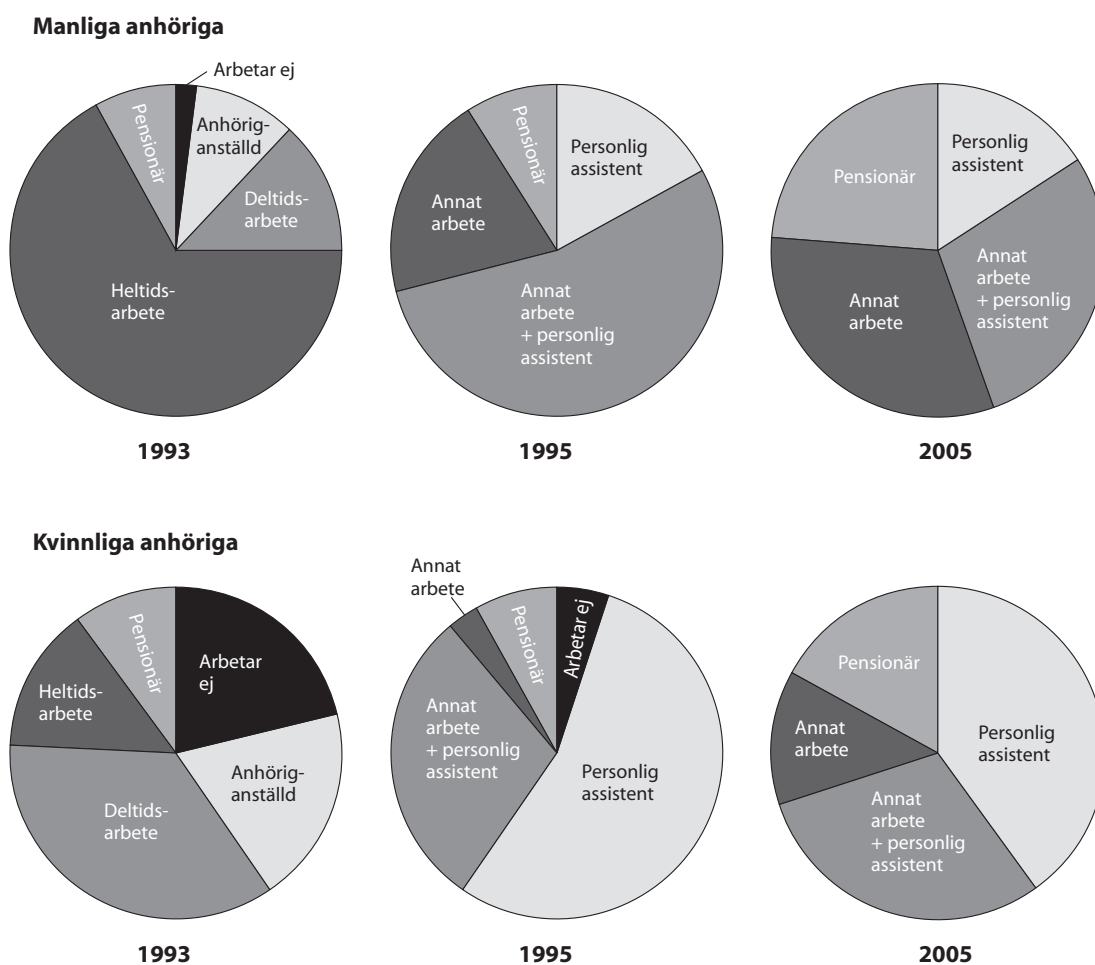 Manliga anhöriga
Arbetar ej
Pensionär
Anhörig-
anställd
Deltids-
arbete
Heltids-
arbete
1993
Pensionär
Personlig
assistent
Annat
arbete
Annat
arbete
+ personlig
assistent
1995
Personlig
assistent
Pensionär
Annat
arbete
+ personlig
assistent
Annat
arbete
2005
Kvinnliga anhöriga
Pensionär
Arbetar
ej
Heltids-
arbete
Anhörig-
anställd
Deltids-
arbete
1993
Annat
arbete
Pensionär
Arbetar ej
Annat
arbete
+ personlig
assistent
Personlig
assistent
1995
Pensionär
Personlig
assistent
Annat
arbete
Annat
arbete
+ personlig
assistent
2005